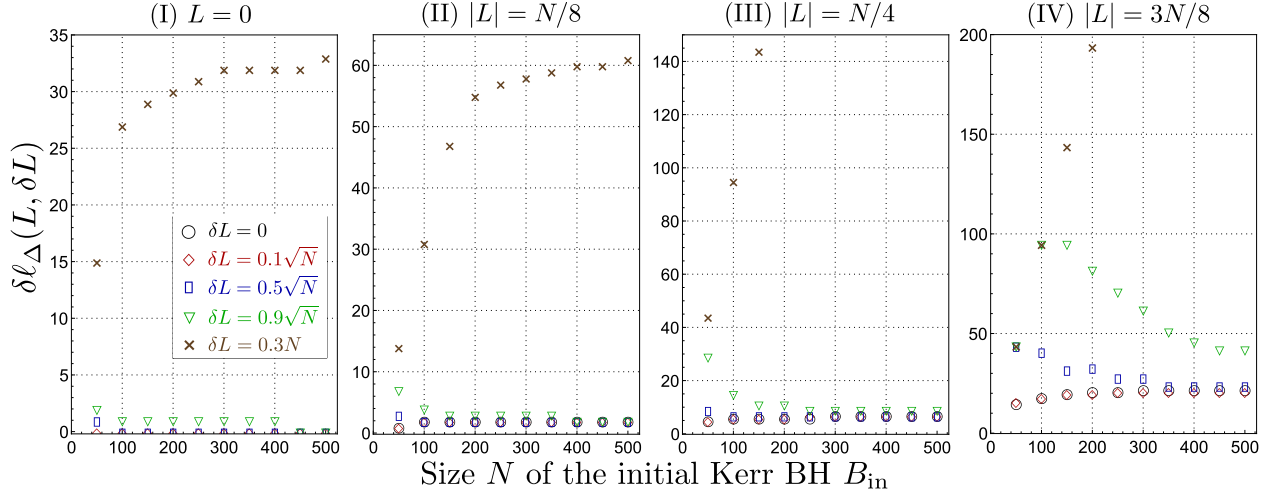 (I) L = 0
(II) |L| = N/8
(III) |L| = N/4
(IV) |L| = 3N/8
δℓ_Δ(L, δL)
35
30
25
20
15
10
5
0
δL = 0
δL = 0.1√N
δL = 0.5√N
δL = 0.9√N
δL = 0.3N
0 100 200 300 400 500
60
50
40
30
20
10
0
0 100 200 300 400 500
140
120
100
80
60
40
20
0
0 100 200 300 400 500
200
150
100
50
0
0 100 200 300 400 500
Size N of the initial Kerr BH B_in